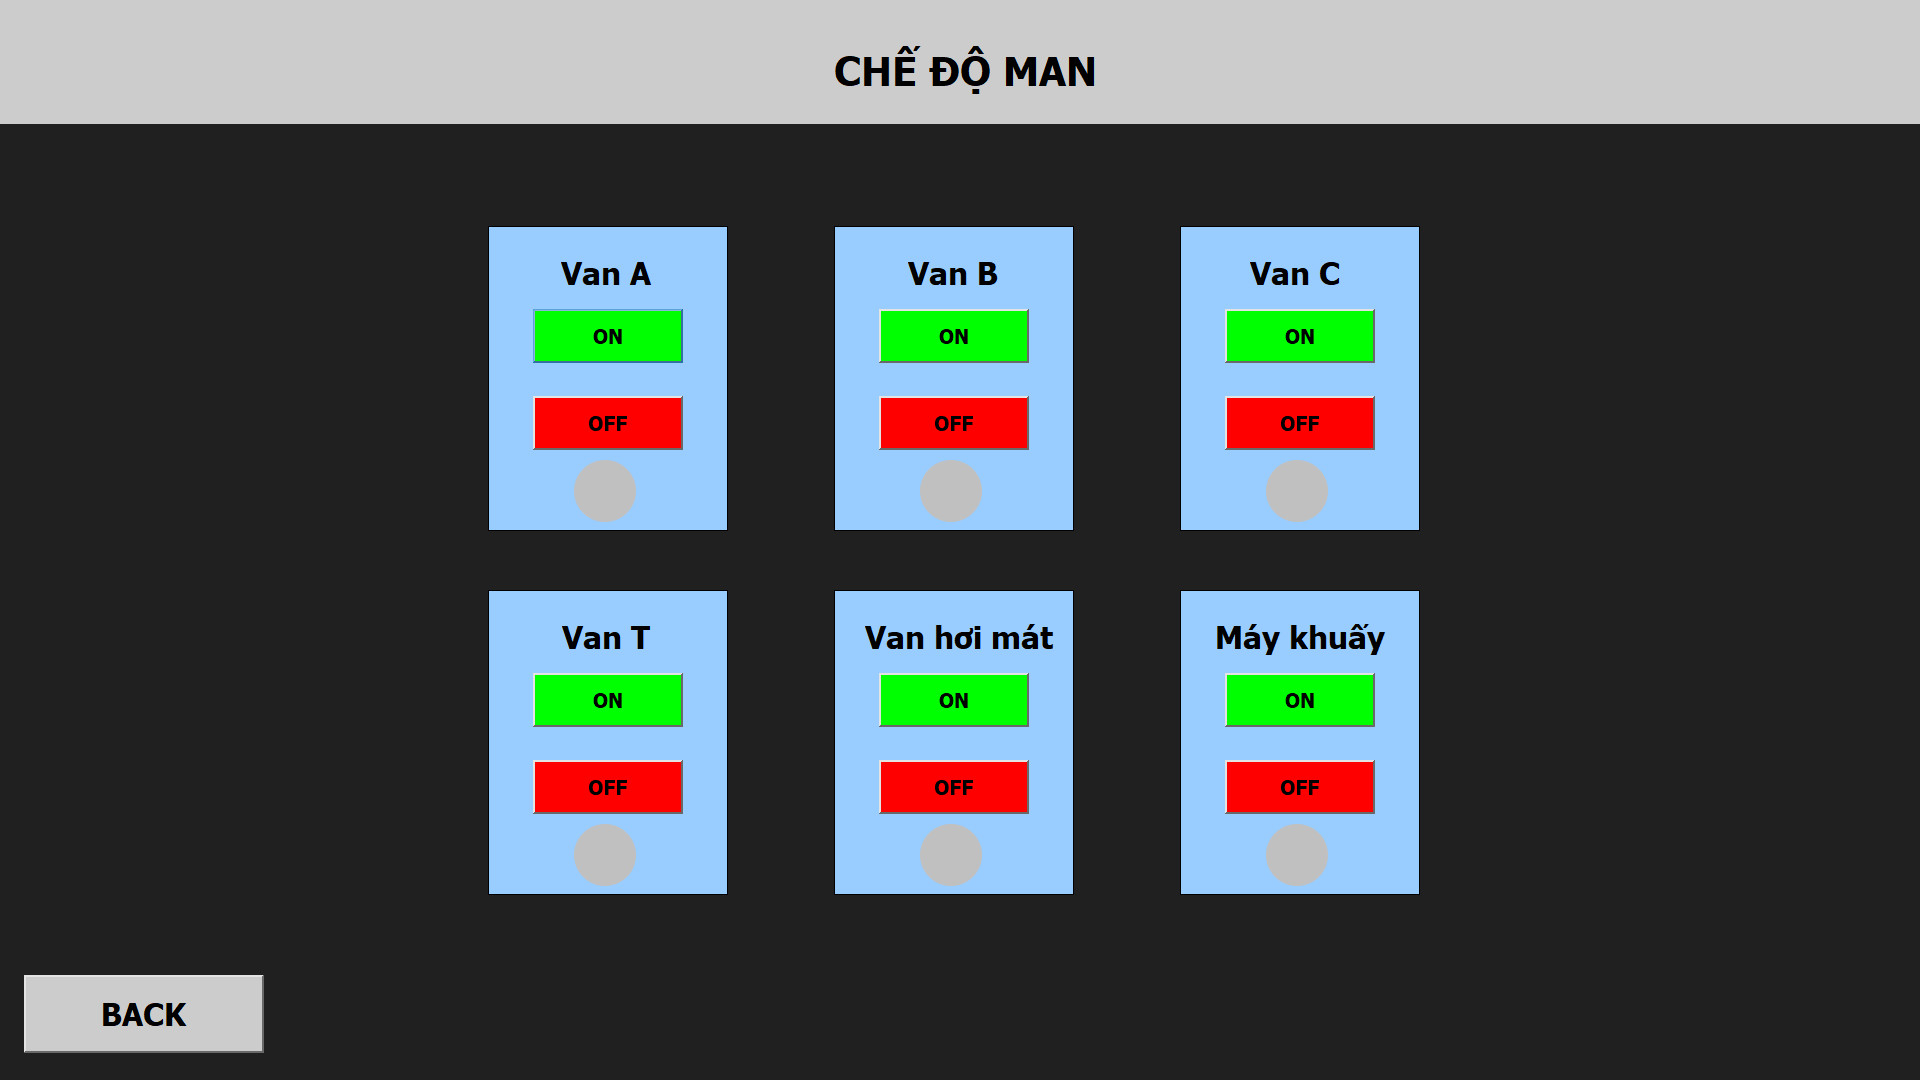 CHẾ ĐỘ MAN
Van A
ON
OFF
Van B
ON
OFF
Van C
ON
OFF
Van T
ON
OFF
Van hơi mát
ON
OFF
Máy khuấy
ON
OFF
BACK